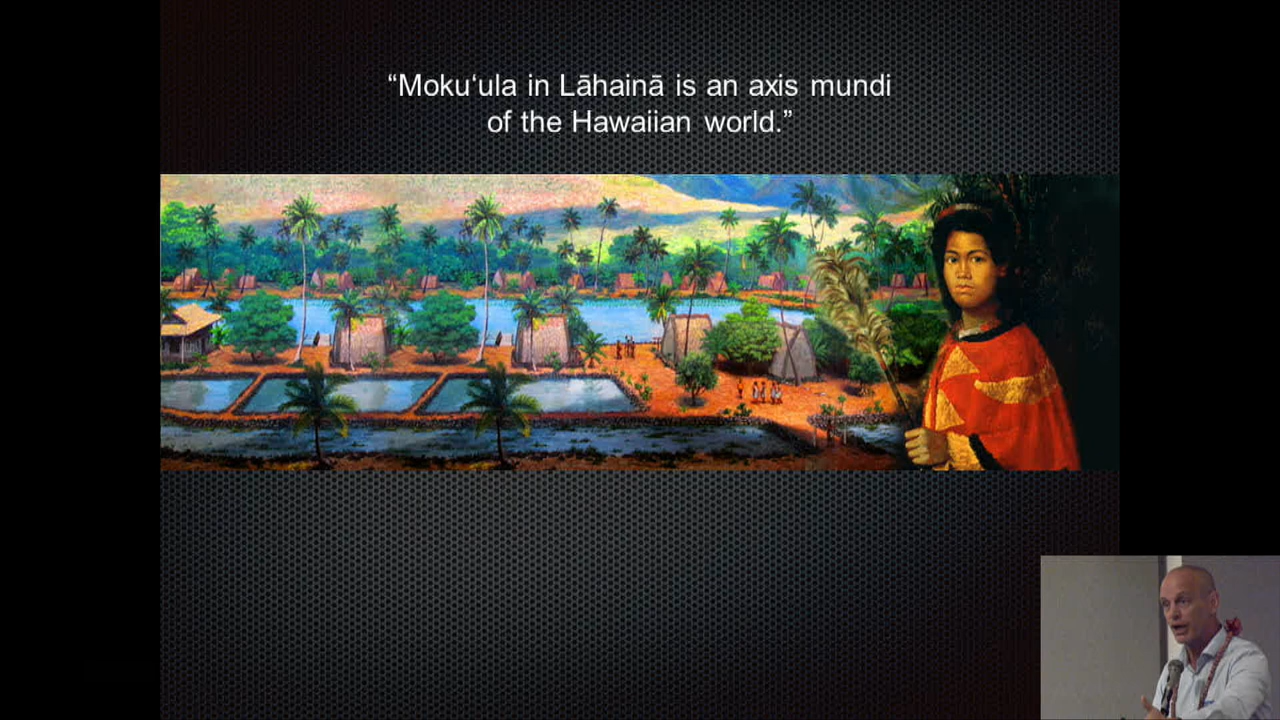 “Mokuʻula in Lāhainā is an axis mundi
of the Hawaiian world.”